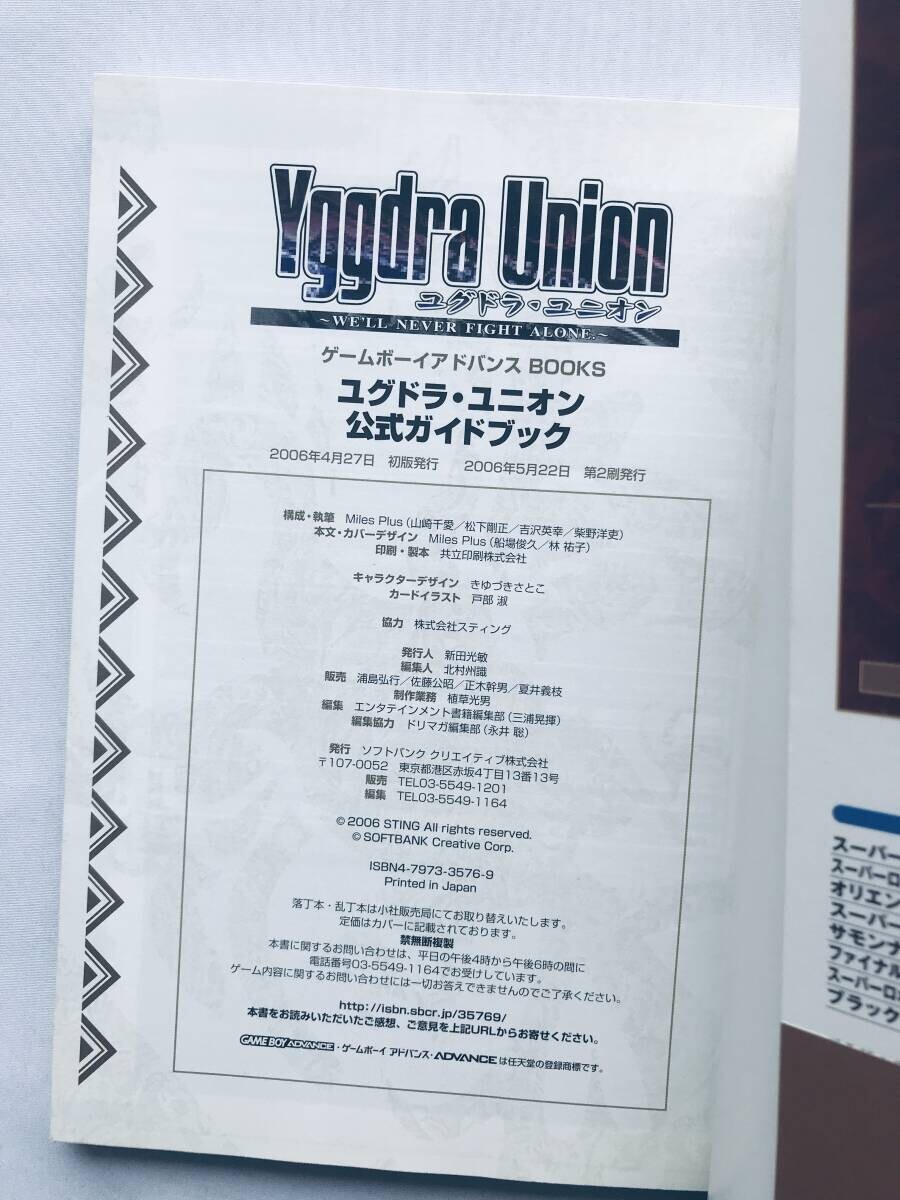 Yggdra Union
ユグドラ・ユニオン
～WE'LL NEVER FIGHT ALONE.～
ゲームボーイアドバンス BOOKS
ユグドラ・ユニオン
公式ガイドブック
2006年4月27日　初版発行　2006年5月22日　第2刷発行
構成・執筆　Miles Plus（山崎千愛／松下剛正／吉沢英幸／柴野洋吏）
本文・カバーデザイン　Miles Plus（船場俊久／林 祐子）
印刷・製本　共立印刷株式会社
キャラクターデザイン　きゆづきさとこ
カードイラスト　戸部 淑
協力　株式会社スティング
発行人　新田光敏
編集人　北村州識
販売　浦島弘行／佐藤公昭／正木幹男／夏井義枝
制作業務　植草光男
編集　エンタテインメント書籍編集部（三浦晃揮）
編集協力　ドリマガ編集部（永井 聡）
発行　ソフトバンク クリエイティブ株式会社
〒107-0052　東京都港区赤坂4丁目13番13号
販売　TEL03-5549-1201
編集　TEL03-5549-1164
© 2006 STING All rights reserved.
© SOFTBANK Creative Corp.
ISBN4-7973-3576-9
Printed in Japan
落丁本・乱丁本は小社販売局にてお取り替えいたします。
定価はカバーに記載されております。
禁無断複製
本書に関するお問い合わせは、平日の午後4時から午後6時の間に
電話番号03-5549-1164でお受けしています。
ゲーム内容に関するお問い合わせには一切お答えできませんのでご了承ください。
http://isbn.sbcr.jp/35769/
本書をお読みいただいたご感想、ご意見を上記URLからお寄せください。
GAME BOY ADVANCE・ゲームボーイ アドバンス・ADVANCEは任天堂の登録商標です。
スーパー
スーパーロ
オリエン
スーパー
サモンナ
ファイナル
スーパーロボ
ブラック